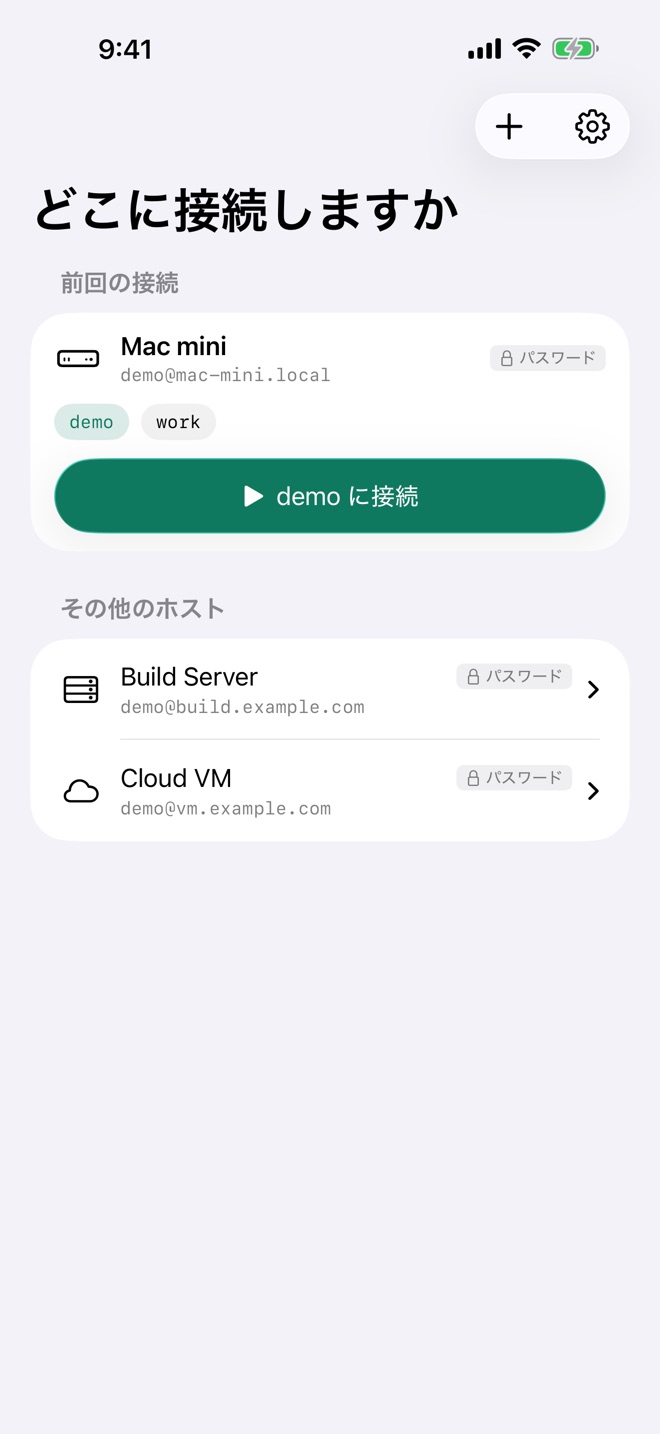 9:41
どこに接続しますか
前回の接続
Mac mini
パスワード
demo@mac-mini.local
demo work
demo に接続
その他のホスト
Build Server
パスワード
demo@build.example.com
Cloud VM
パスワード
demo@vm.example.com